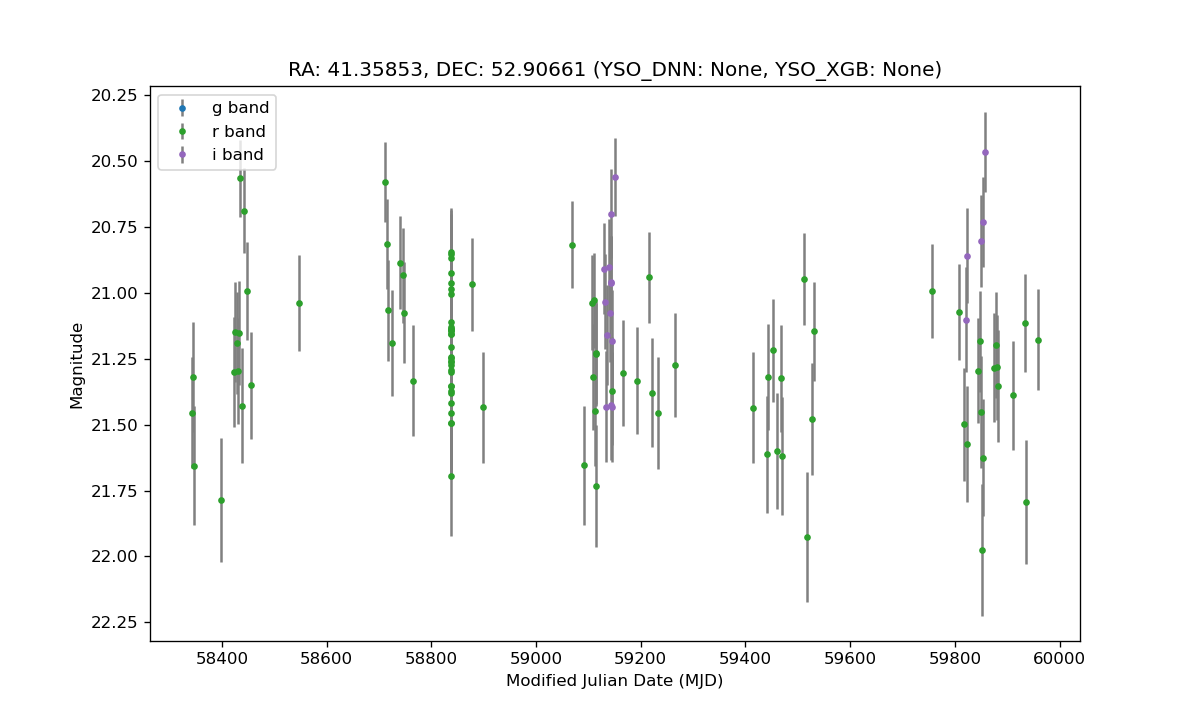 RA: 41.35853, DEC: 52.90661 (YSO_DNN: None, YSO_XGB: None)
g band
r band
i band
20.25
20.50
20.75
21.00
21.25
21.50
21.75
22.00
22.25
Magnitude
58400 58600 58800 59000 59200 59400 59600 59800 60000
Modified Julian Date (MJD)